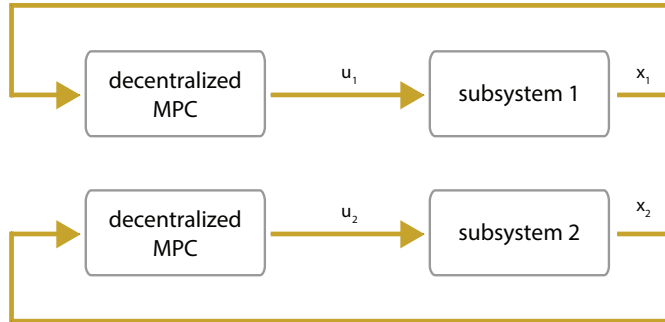 decentralized
MPC
u₁
subsystem 1
x₁
decentralized
MPC
u₂
subsystem 2
x₂